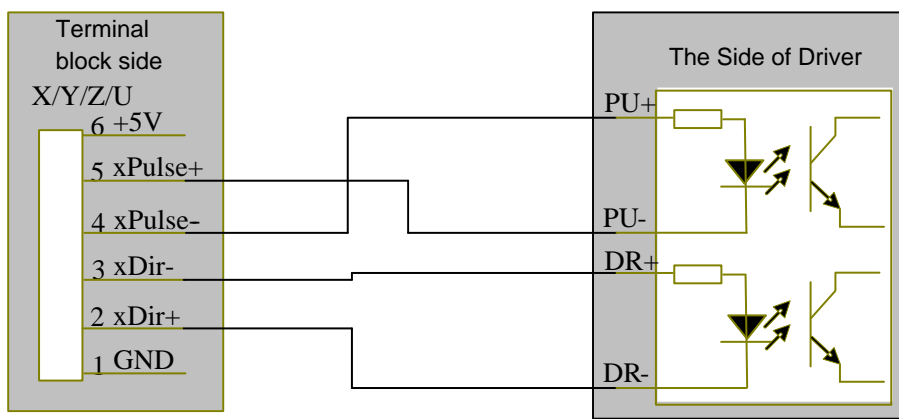 Terminal
block side
X/Y/Z/U
6 +5V
5 xPulse+
4 xPulse-
3 xDir-
2 xDir+
1 GND
The Side of Driver
PU+
PU-
DR+
DR-